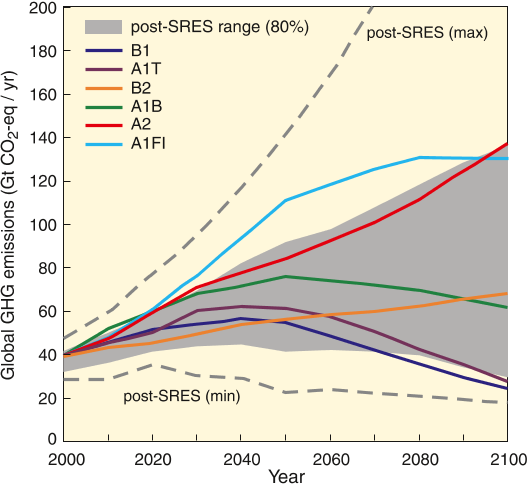 200
180
160
140
120
100
80
60
40
20
0
Global GHG emissions (Gt CO2-eq / yr)
post-SRES range (80%)
B1
A1T
B2
A1B
A2
A1FI
post-SRES (max)
post-SRES (min)
2000
2020
2040
2060
2080
2100
Year